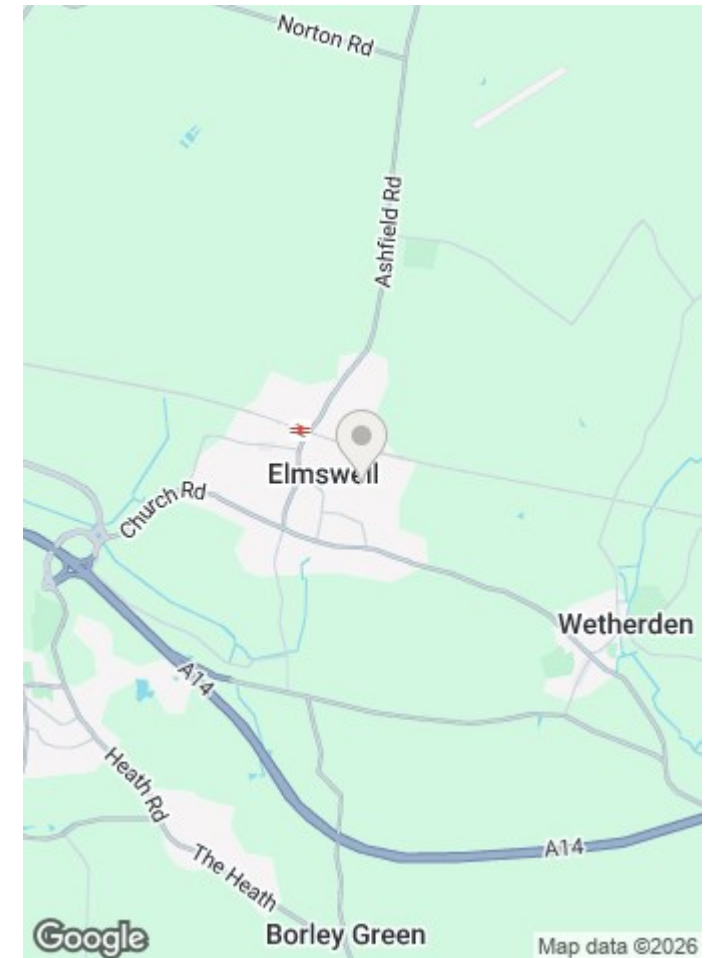 Norton Rd
Ashfield Rd
Elmswell
Church Rd
Wetherden
A14
Heath Rd
The Heath
A14
Borley Green
Google
Map data ©2026